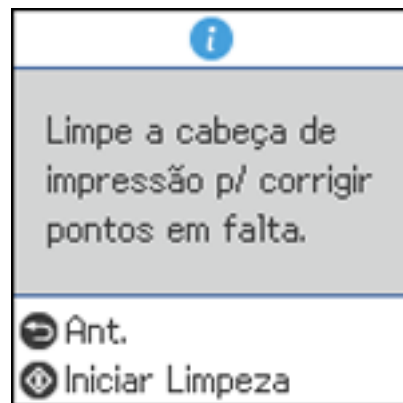 Limpe a cabeça de
impressão p/ corrigir
pontos em falta.
Ant.
Iniciar Limpeza